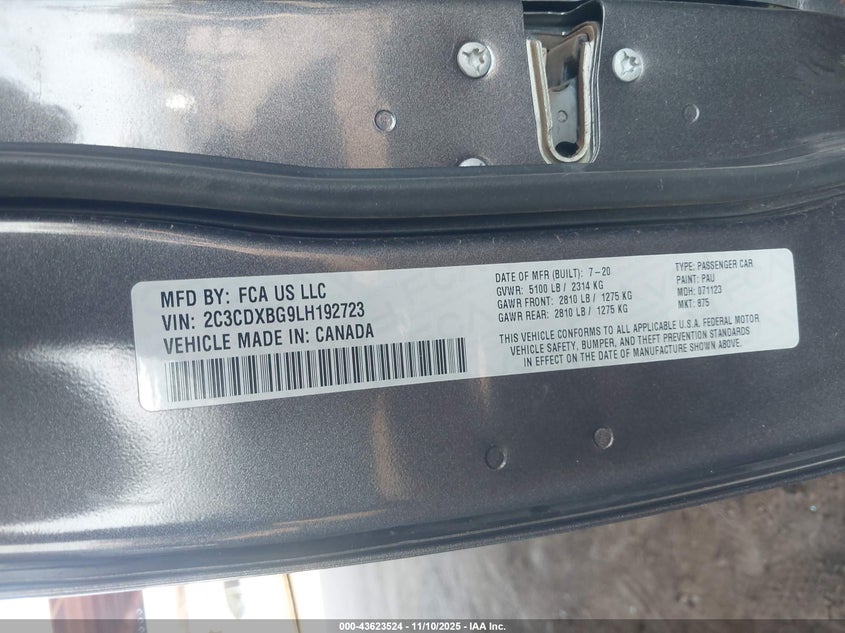 MFD BY: FCA US LLC
VIN: 2C3CDXBG9LH192723
VEHICLE MADE IN: CANADA
DATE OF MFR (BUILT): 7-20
GVWR: 5100 LB / 2314 KG
GAWR FRONT: 2810 LB / 1275 KG
GAWR REAR: 2810 LB / 1275 KG
TYPE: PASSENGER CAR
PAINT: PAU
MDH: 071123
MKT: 875
THIS VEHICLE CONFORMS TO ALL APPLICABLE U.S.A. FEDERAL MOTOR
VEHICLE SAFETY, BUMPER, AND THEFT PREVENTION STANDARDS
IN EFFECT ON THE DATE OF MANUFACTURE SHOWN ABOVE.
000-43623524 - 11/10/2025 - IAA Inc.